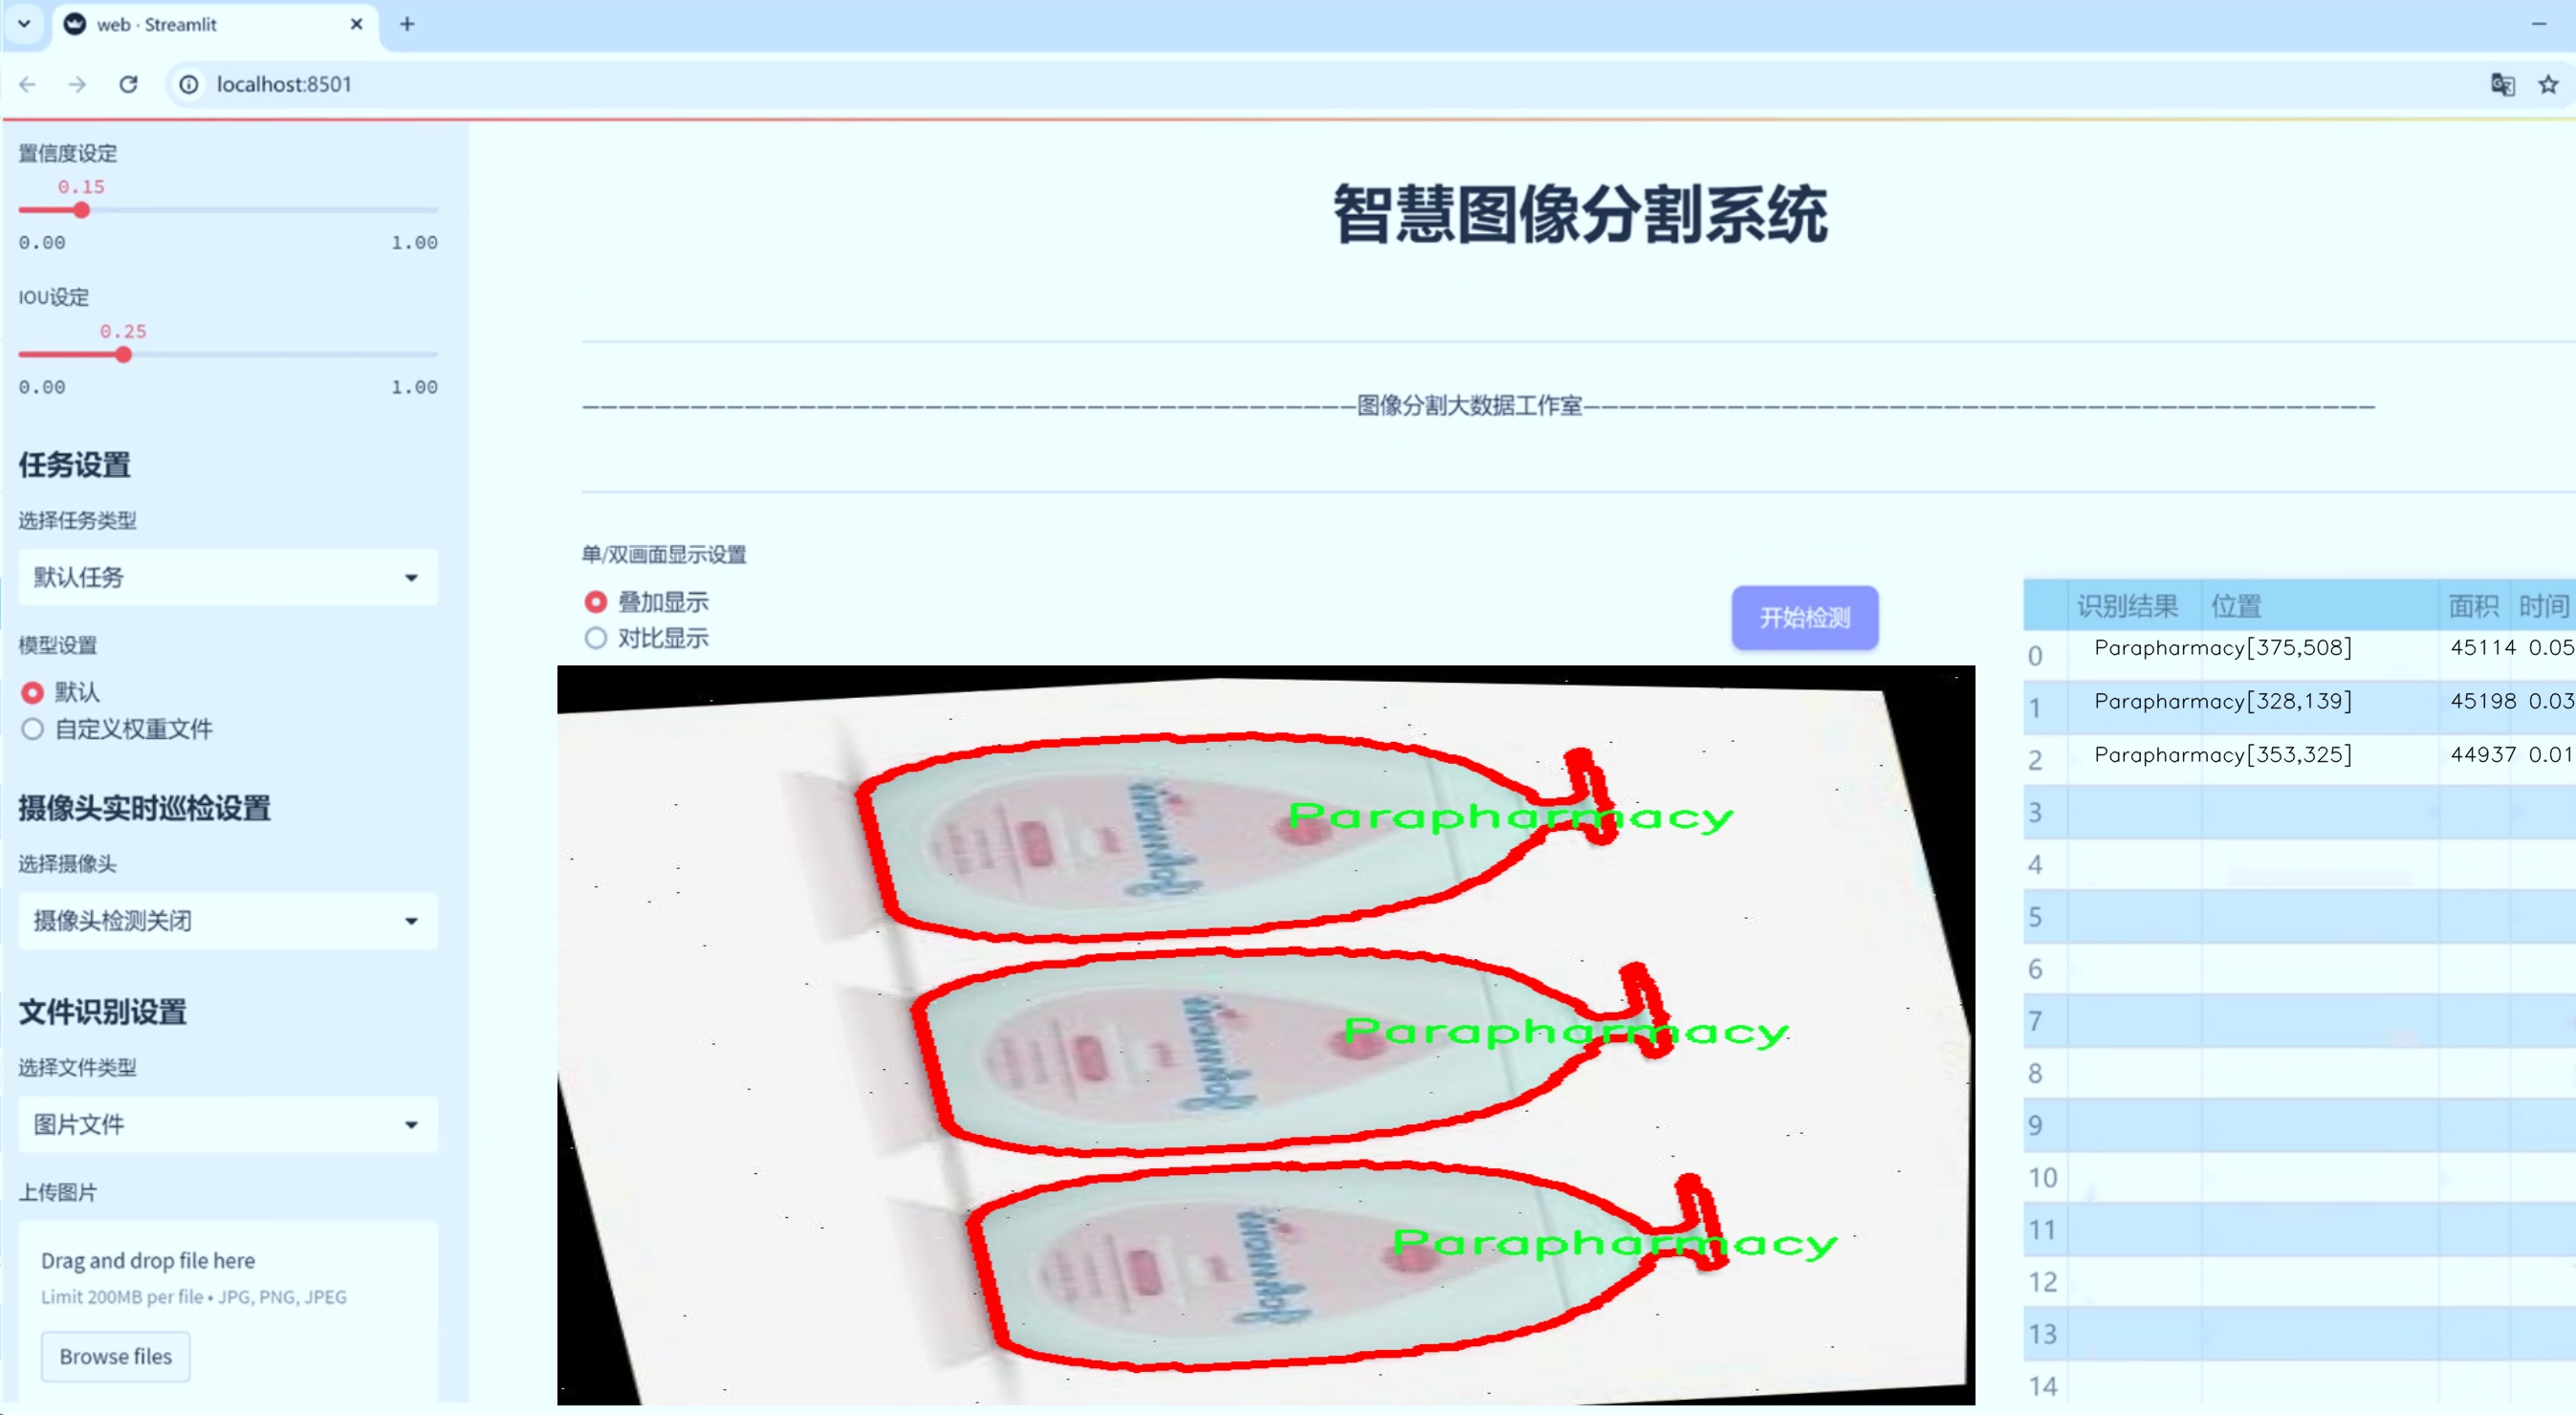 web · Streamlit
localhost:8501
置信度设定
0.15
0.00 1.00
IOU设定
0.25
0.00 1.00
任务设置
选择任务类型
默认任务
模型设置
默认
自定义权重文件
摄像头实时巡检设置
选择摄像头
摄像头检测关闭
文件识别设置
选择文件类型
图片文件
上传图片
Drag and drop file here
Limit 200MB per file • JPG, PNG, JPEG
Browse files
智慧图像分割系统
图像分割大数据工作室
单/双画面显示设置
叠加显示
对比显示
开始检测
Parapharmacy
Johnson's
Parapharmacy
Johnson's
Parapharmacy
Johnson's
识别结果 位置 面积 时间
0 Parapharmacy[375,508] 45114 0.05
1 Parapharmacy[328,139] 45198 0.03
2 Parapharmacy[353,325] 44937 0.01
3
4
5
6
7
8
9
10
11
12
13
14